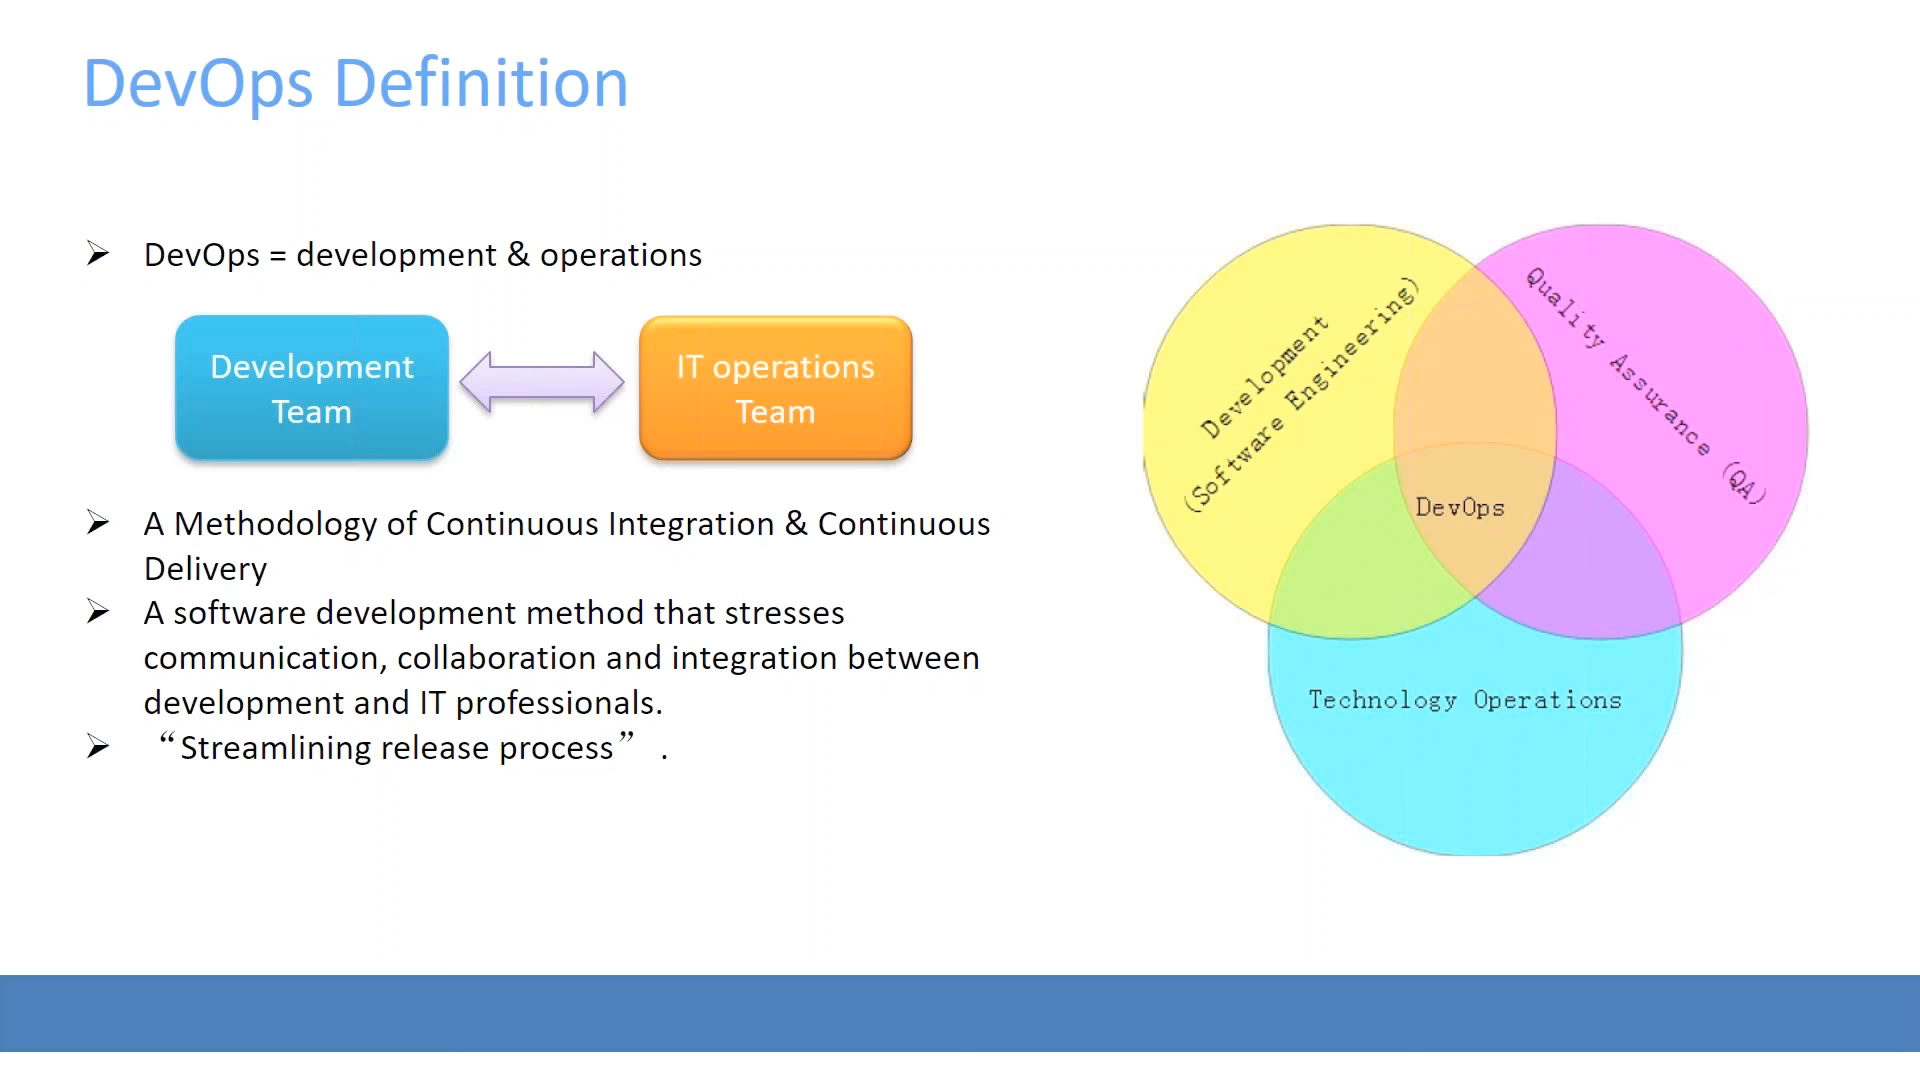 DevOps Definition
DevOps = development & operations
Development
Team
IT operations
Team
A Methodology of Continuous Integration & Continuous
Delivery
A software development method that stresses
communication, collaboration and integration between
development and IT professionals.
“Streamlining release process” .
Development
(Software Engineering)
Quality Assurance (QA)
DevOps
Technology Operations